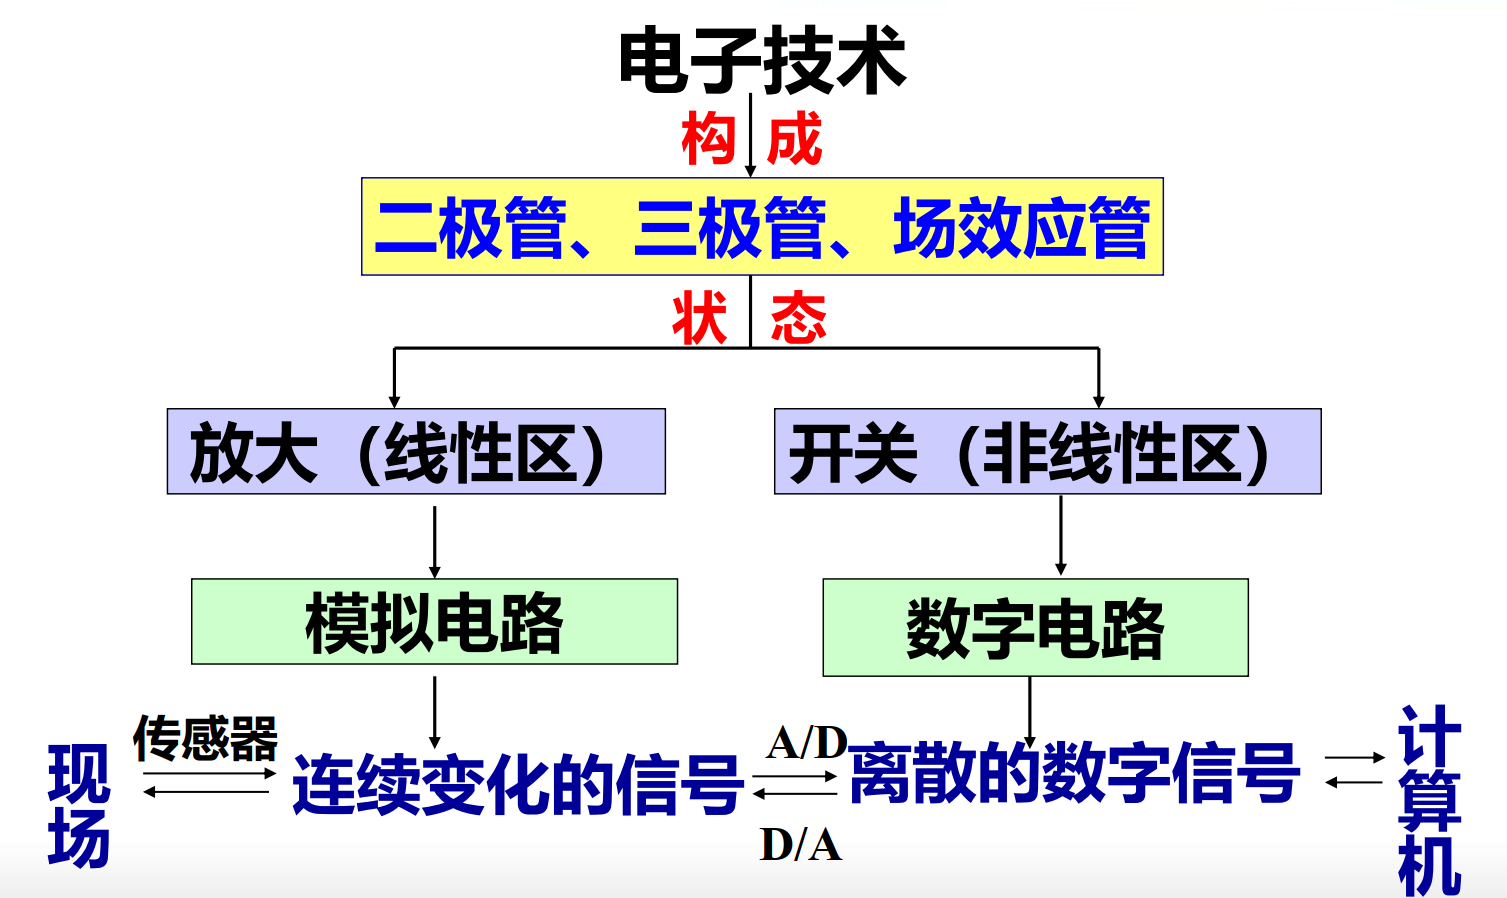 电子技术
构 成
二极管、三极管、场效应管
状 态
放大（线性区）
开关（非线性区）
模拟电路
数字电路
现场
传感器
连续变化的信号
A/D
D/A
离散的数字信号
计算机